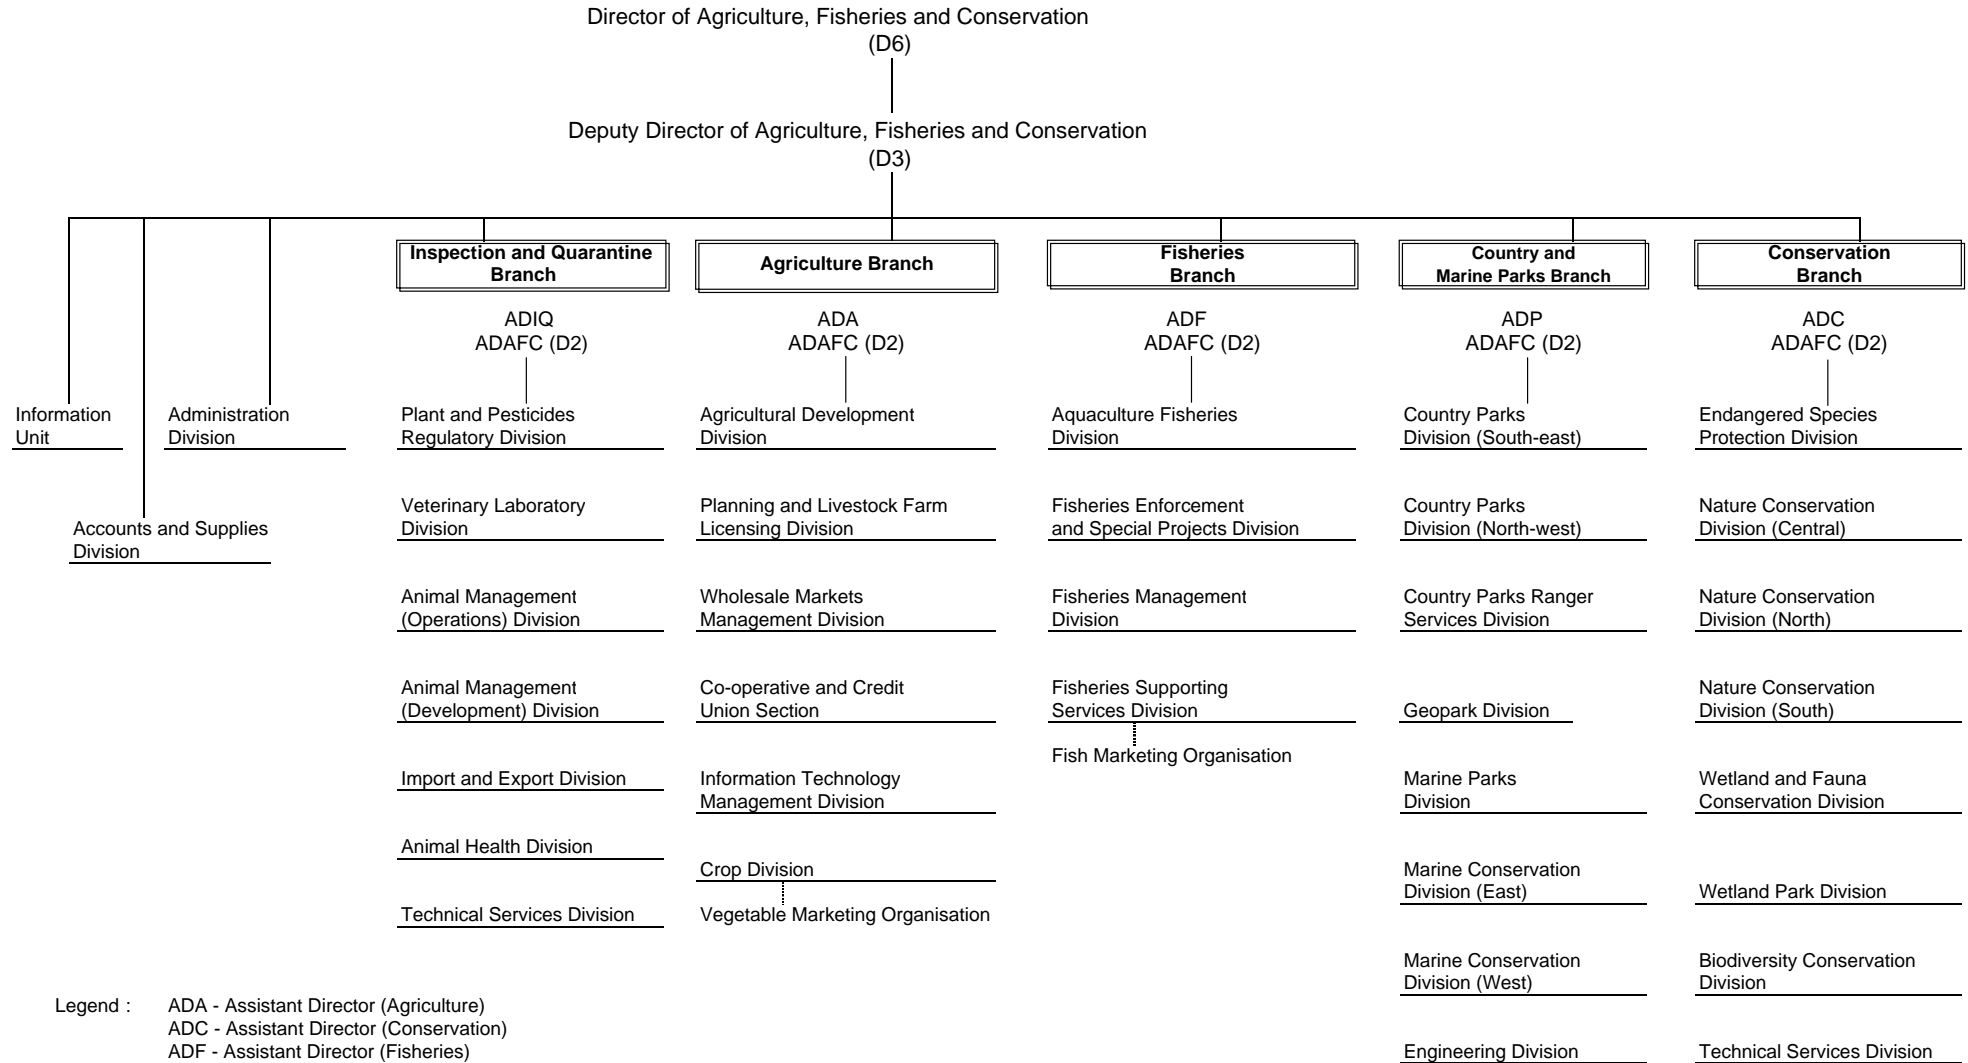 Director of Agriculture, Fisheries and Conservation
(D6)
Deputy Director of Agriculture, Fisheries and Conservation
(D3)
Information
Unit
Accounts and Supplies
Division
Administration
Division
Inspection and Quarantine
Branch
ADIQ
ADAFC (D2)
Plant and Pesticides
Regulatory Division
Veterinary Laboratory
Division
Animal Management
(Operations) Division
Animal Management
(Development) Division
Import and Export Division
Animal Health Division
Technical Services Division
Agriculture Branch
ADA
ADAFC (D2)
Agricultural Development
Division
Planning and Livestock Farm
Licensing Division
Wholesale Markets
Management Division
Co-operative and Credit
Union Section
Information Technology
Management Division
Crop Division
Vegetable Marketing Organisation
Fisheries
Branch
ADF
ADAFC (D2)
Aquaculture Fisheries
Division
Fisheries Enforcement
and Special Projects Division
Fisheries Management
Division
Fisheries Supporting
Services Division
Fish Marketing Organisation
Country and
Marine Parks Branch
ADP
ADAFC (D2)
Country Parks
Division (South-east)
Country Parks
Division (North-west)
Country Parks Ranger
Services Division
Geopark Division
Marine Parks
Division
Marine Conservation
Division (East)
Marine Conservation
Division (West)
Engineering Division
Conservation
Branch
ADC
ADAFC (D2)
Endangered Species
Protection Division
Nature Conservation
Division (Central)
Nature Conservation
Division (North)
Nature Conservation
Division (South)
Wetland and Fauna
Conservation Division
Wetland Park Division
Biodiversity Conservation
Division
Technical Services Division
Legend : ADA - Assistant Director (Agriculture)
ADC - Assistant Director (Conservation)
ADF - Assistant Director (Fisheries)